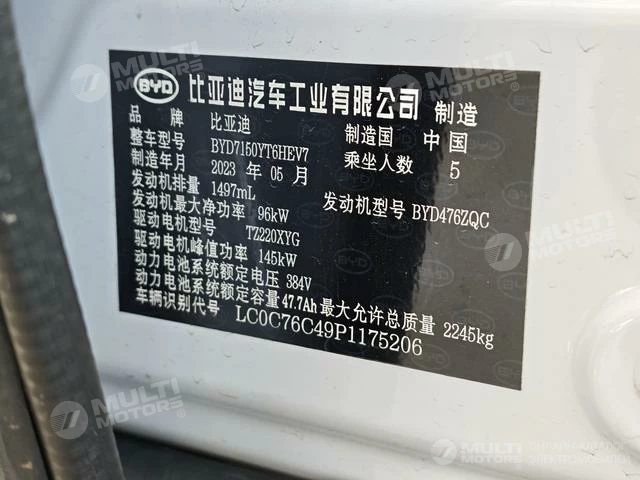 BYD 比亚迪汽车工业有限公司 制造
品牌 比亚迪 制造国 中国
整车型号 BYD7150YT6HEV7 乘坐人数 5
制造年月 2023 年 05 月
发动机排量 1497mL
发动机最大净功率 96kW 发动机型号 BYD476ZQC
驱动电机型号 TZ220XYG
驱动电机峰值功率 145kW
动力电池系统额定电压 384V
动力电池系统额定容量 47.7Ah 最大允许总质量 2245kg
车辆识别代号 LC0C76C49P1175206
MULTI MOTORS